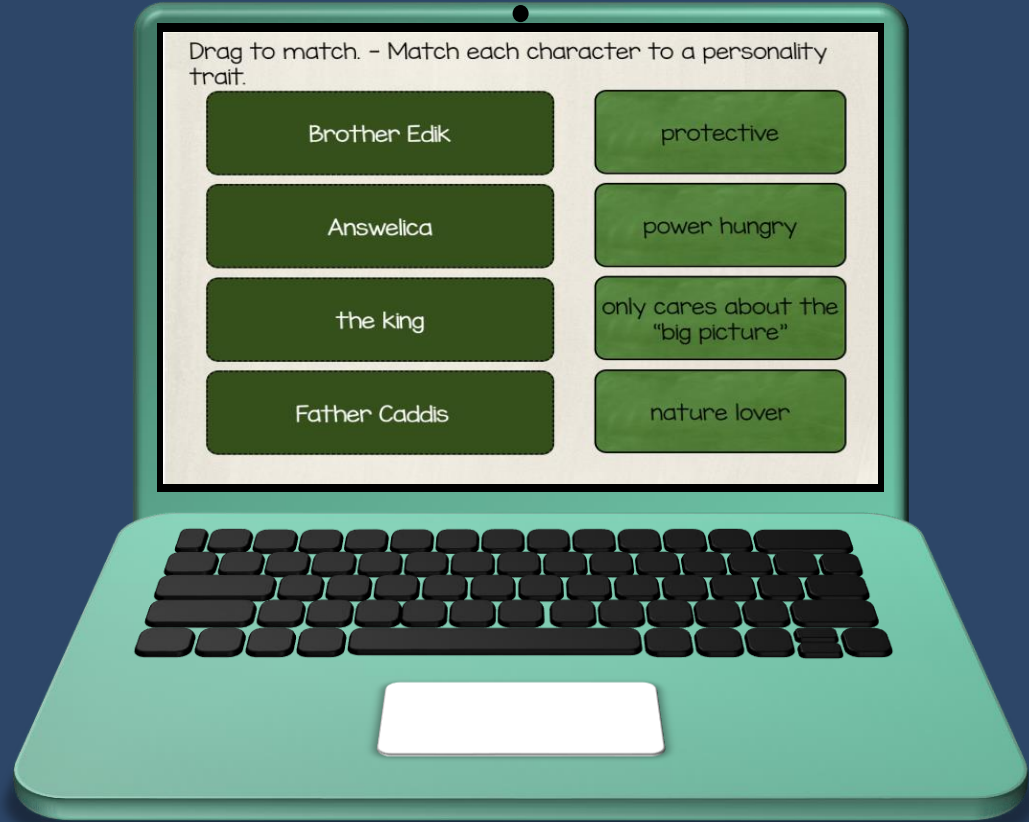 Drag to match. - Match each character to a personality
trait.
Brother Edik
protective
Answelica
power hungry
the king
only cares about the
"big picture"
Father Caddis
nature lover